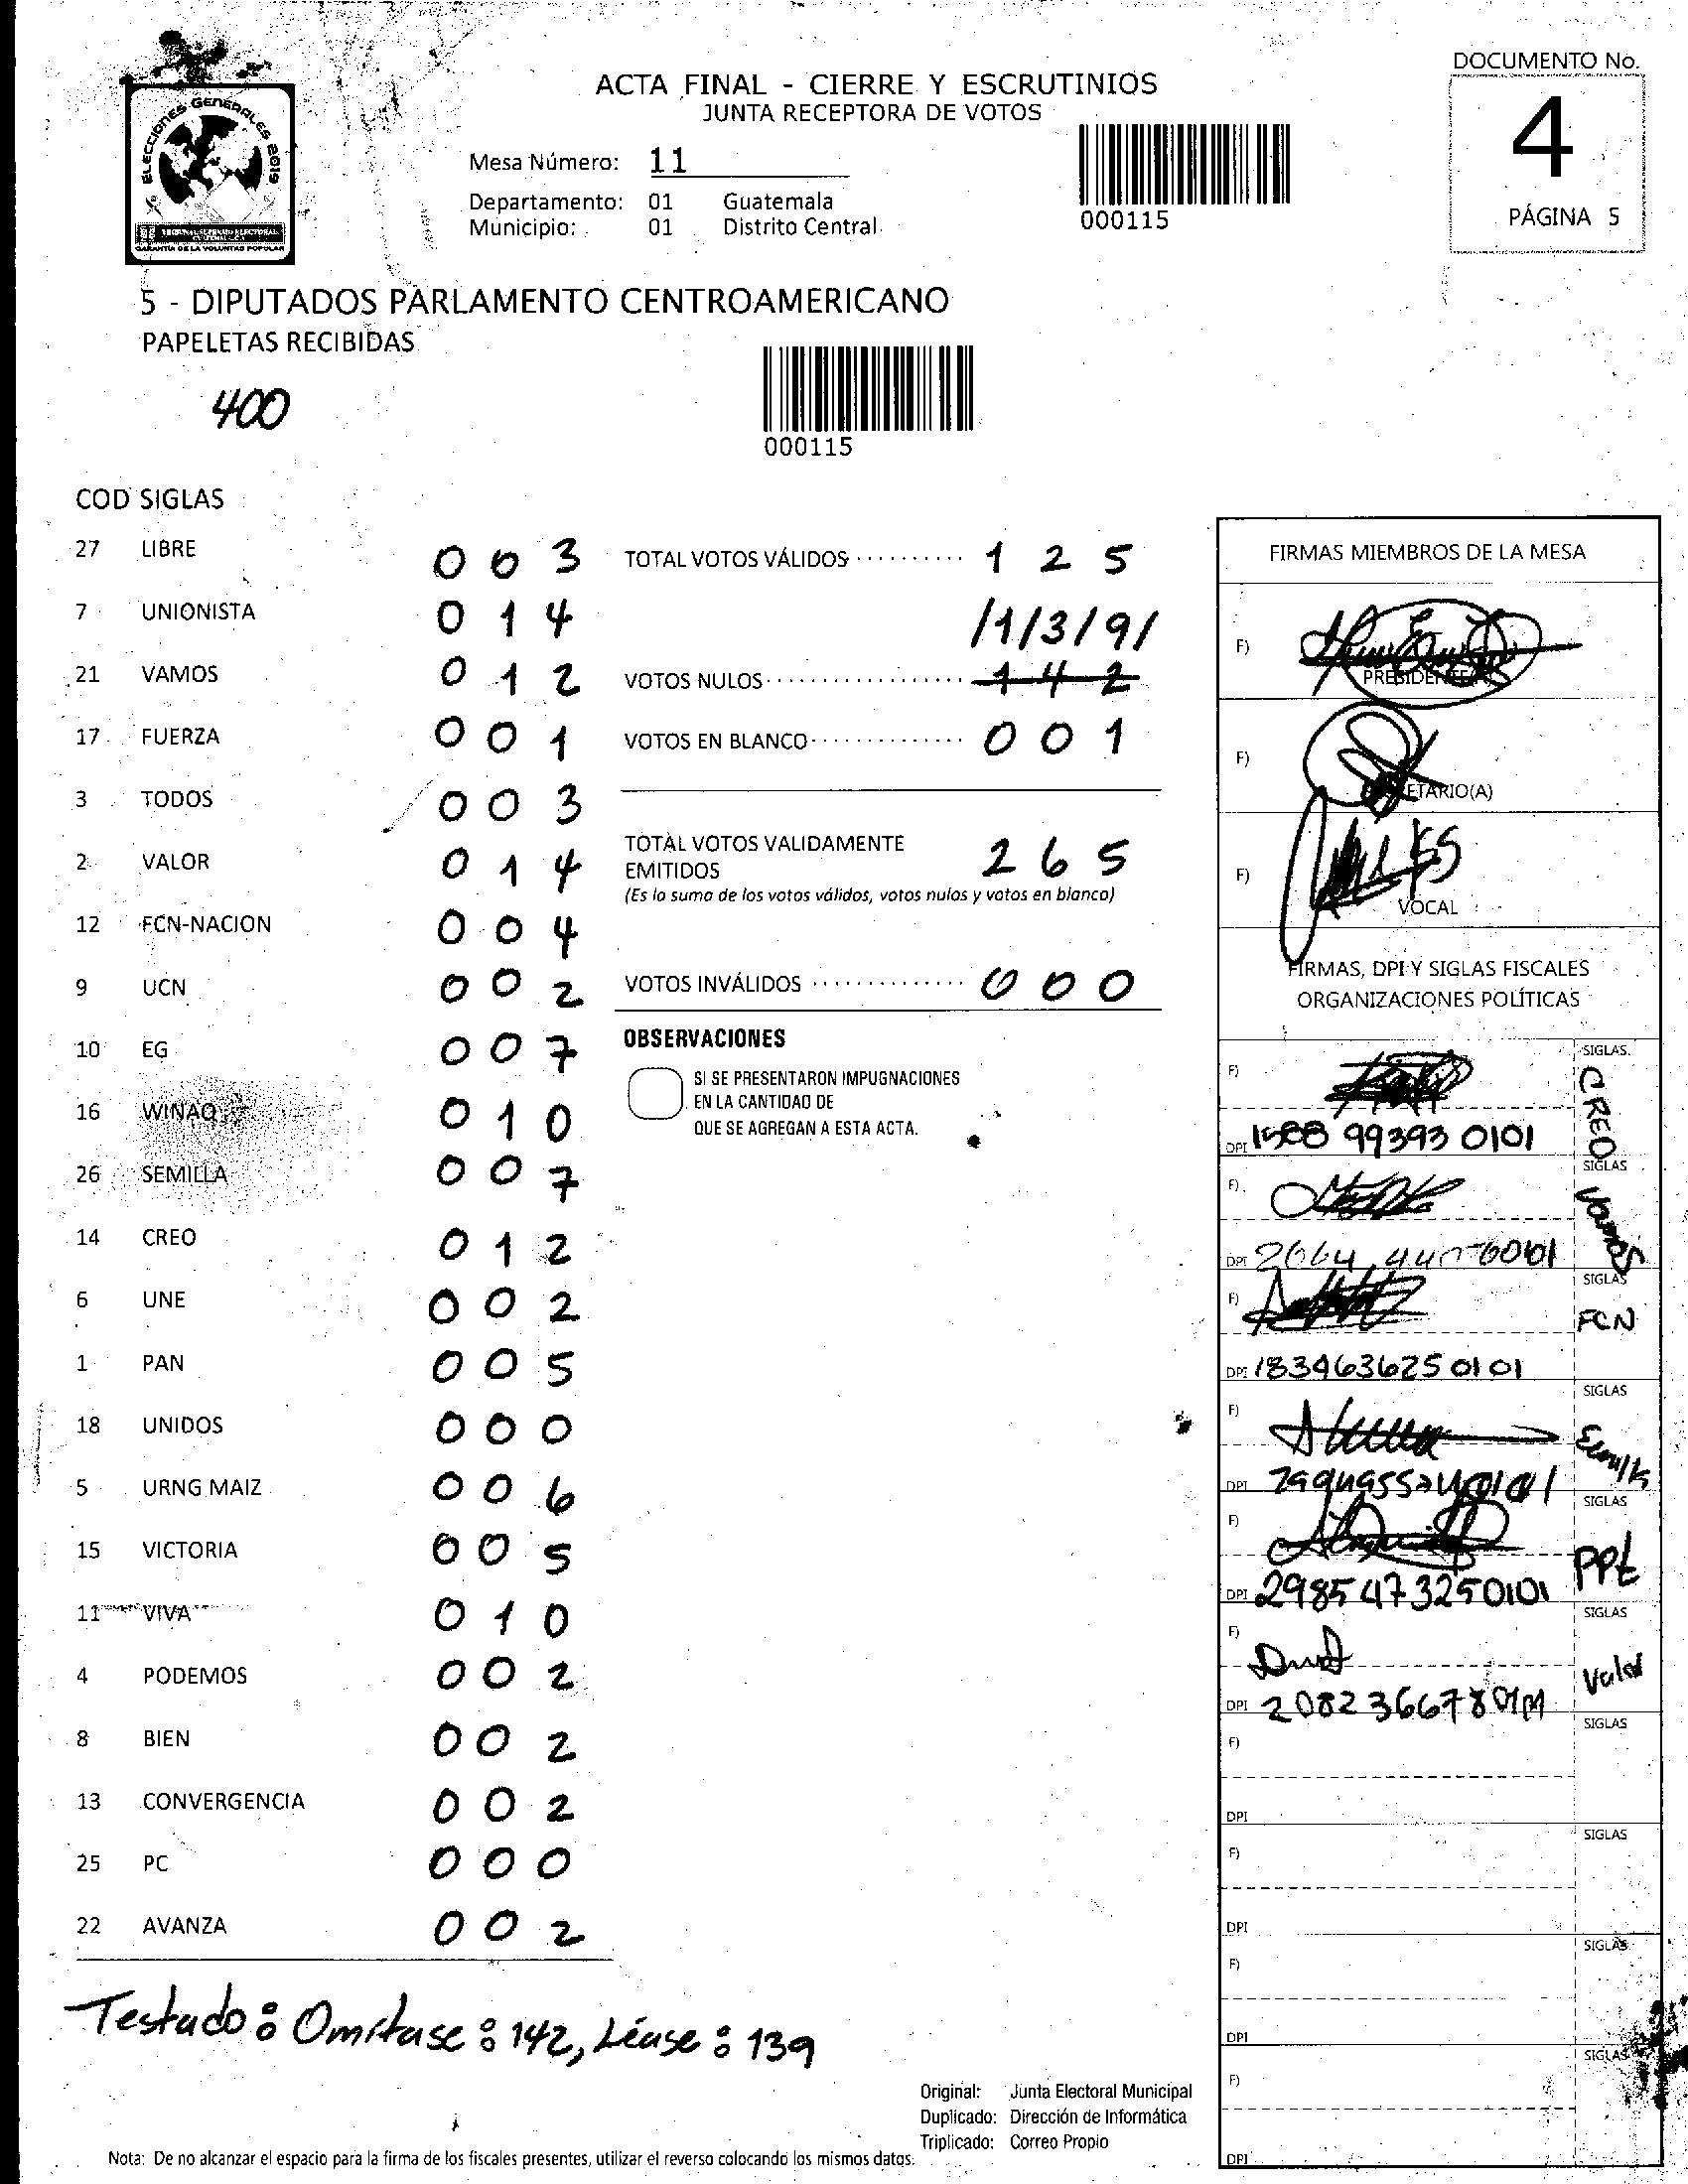 ACTA FINAL - CIERRE Y ESCRUTINIOS
JUNTA RECEPTORA DE VOTOS
DOCUMENTO No.
4
PÁGINA 5
ELECCIONES GENERALES 2019
TRIBUNAL SUPREMO ELECTORAL
GARANTÍA DE LA VOLUNTAD POPULAR
Mesa Número: 11
Departamento: 01 Guatemala
Municipio: 01 Distrito Central
000115
5 - DIPUTADOS PARLAMENTO CENTROAMERICANO
PAPELETAS RECIBIDAS
400
000115
COD SIGLAS
27 LIBRE 0 0 3
7 UNIONISTA 0 1 4
21 VAMOS 0 1 2
17 FUERZA 0 0 1
3 TODOS 0 0 3
2 VALOR 0 1 4
12 FCN-NACION 0 0 4
9 UCN 0 0 2
10 EG 0 0 7
16 WINAQ 0 1 0
26 SEMILLA 0 0 7
14 CREO 0 1 2
6 UNE 0 0 2
1 PAN 0 0 5
18 UNIDOS 0 0 0
5 URNG MAIZ 0 0 6
15 VICTORIA 0 0 5
11 VIVA 0 1 0
4 PODEMOS 0 0 2
8 BIEN 0 0 2
13 CONVERGENCIA 0 0 2
25 PC 0 0 0
22 AVANZA 0 0 2
TOTAL VOTOS VÁLIDOS 1 2 5
/1/3/9/
VOTOS NULOS 1 4 2
VOTOS EN BLANCO 0 0 1
TOTAL VOTOS VALIDAMENTE
EMITIDOS 2 6 5
(Es la suma de los votos válidos, votos nulos y votos en blanco)
VOTOS INVÁLIDOS 0 0 0
OBSERVACIONES
SI SE PRESENTARON IMPUGNACIONES
EN LA CANTIDAD DE
QUE SE AGREGAN A ESTA ACTA.
FIRMAS MIEMBROS DE LA MESA
F)
PRESIDENTE(A)
F)
SECRETARIO(A)
F)
VOCAL
FIRMAS, DPI Y SIGLAS FISCALES
ORGANIZACIONES POLÍTICAS
F) SIGLAS
CREO
DPI 1588 99393 0101
F) SIGLAS
Vamos
DPI
F) SIGLAS
FCN
DPI 1834636250101
F) SIGLAS
DPI
F) SIGLAS
PPt
DPI 2985473250101
F) SIGLAS
Valor
DPI
F) SIGLAS
DPI
F) SIGLAS
DPI
F) SIGLAS
DPI
F) SIGLAS
DPI
Testado: Omitase: 142, Léase: 139
Original: Junta Electoral Municipal
Duplicado: Dirección de Informática
Triplicado: Correo Propio
Nota: De no alcanzar el espacio para la firma de los fiscales presentes, utilizar el reverso colocando los mismos datos.